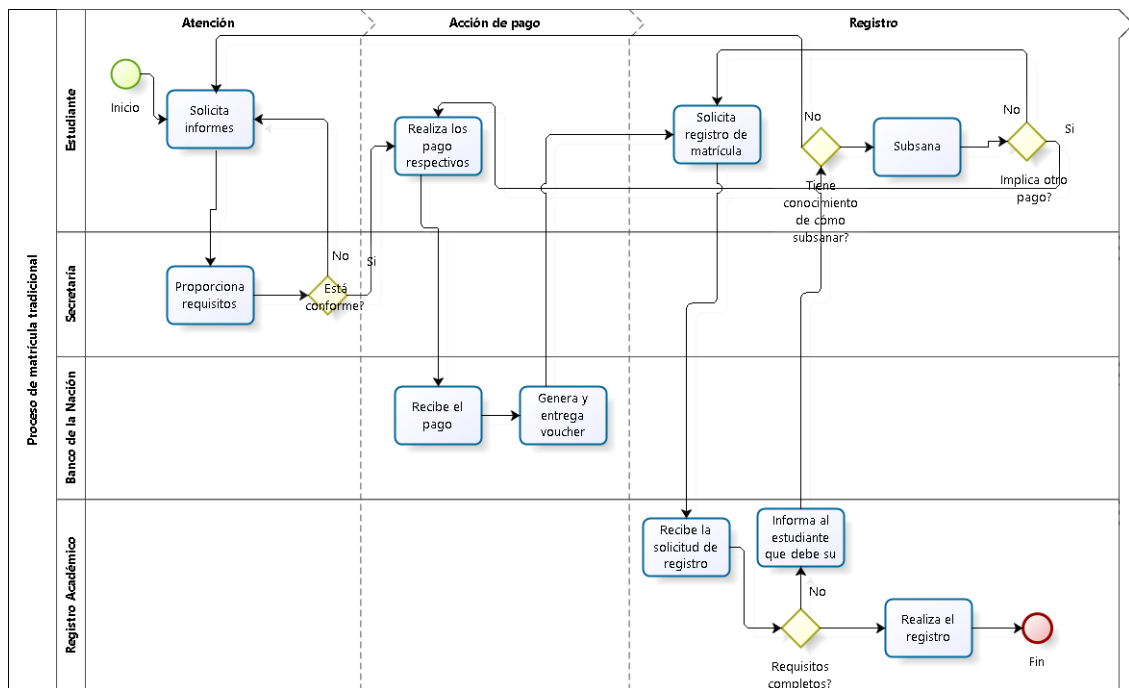 Proceso de matrícula tradicional
Atención
Acción de pago
Registro
Estudiante
Inicio
Solicita
informes
No
Si
Realiza los
pago
respectivos
Solicita
registro de
matrícula
No
Tiene
conocimiento
de cómo
subsanar?
Subsana
No
Si
Implica otro
pago?
Secretaría
Proporciona
requisitos
Está
conforme?
Banco de la Nación
Recibe el
pago
Genera y
entrega
voucher
Registro Académico
Recibe la
solicitud de
registro
Informa al
estudiante
que debe su
No
Requisitos
completos?
Realiza el
registro
Fin